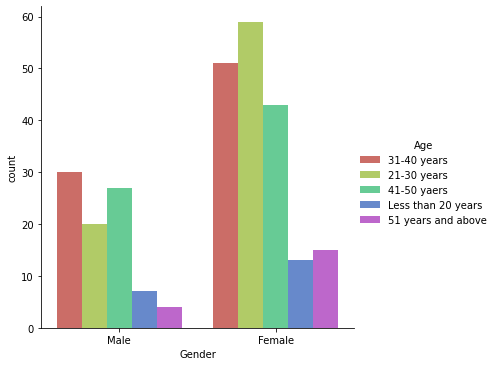 60
50
40
30
20
10
0
count
Male
Female
Gender
Age
31-40 years
21-30 years
41-50 yaers
Less than 20 years
51 years and above